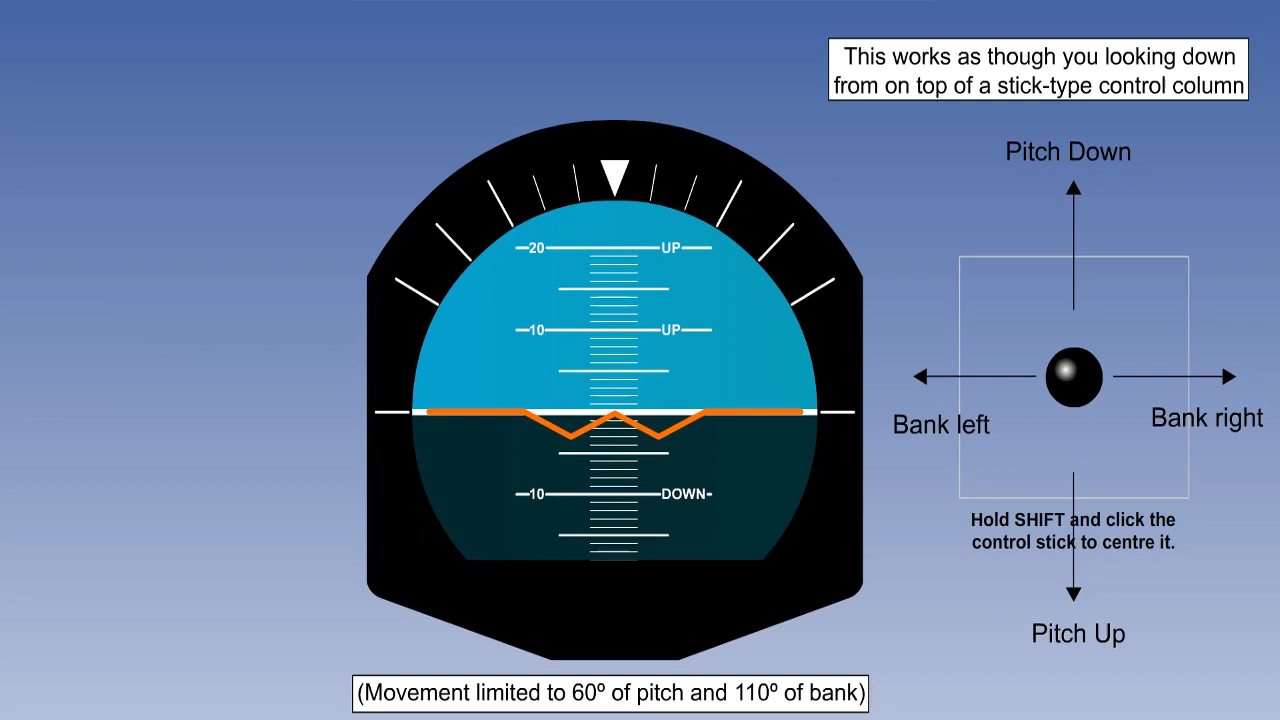 This works as though you looking down
from on top of a stick-type control column
Pitch Down
20 UP
10 UP
Bank left
Bank right
10 DOWN
Hold SHIFT and click the
control stick to centre it.
Pitch Up
(Movement limited to 60º of pitch and 110º of bank)